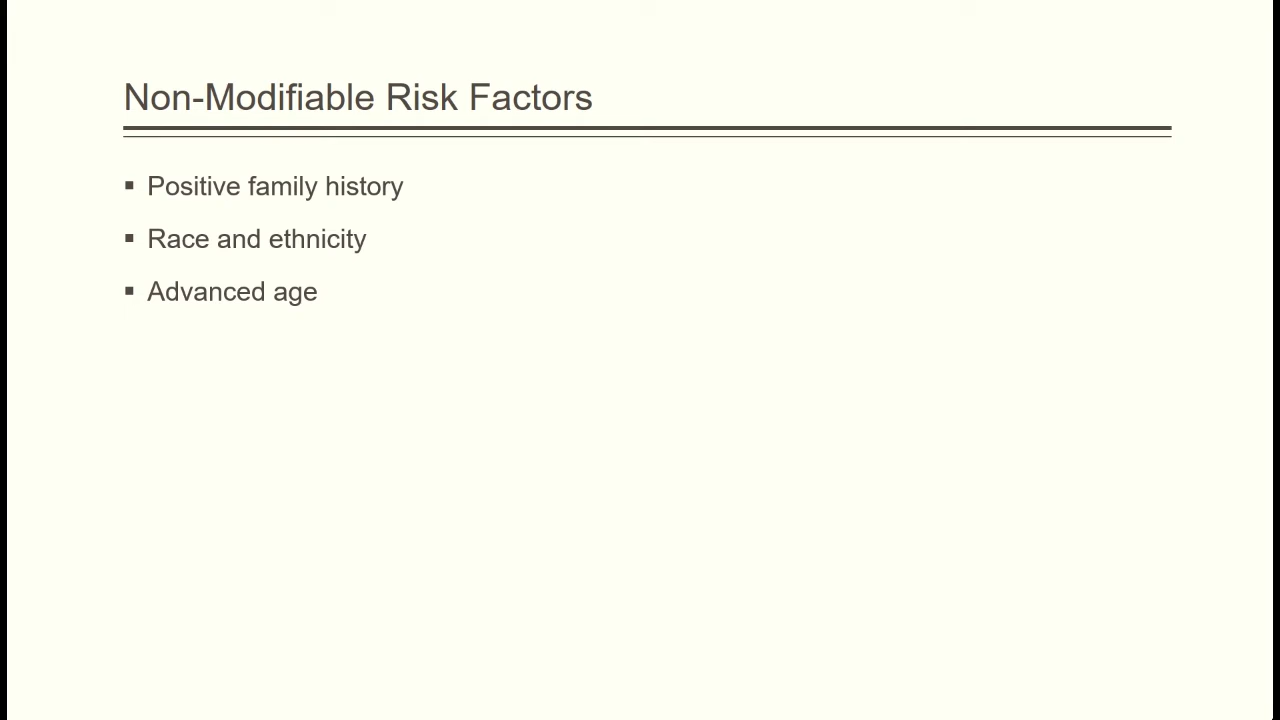 Non-Modifiable Risk Factors
▪ Positive family history
▪ Race and ethnicity
▪ Advanced age